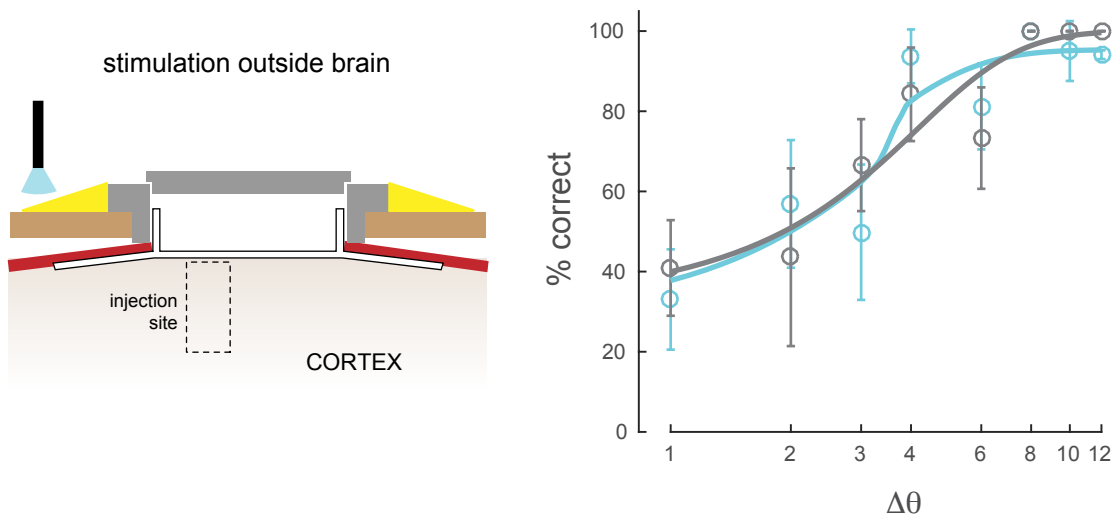 stimulation outside brain
injection
site
CORTEX
% correct
100
80
60
40
20
0
1 2 3 4 6 8 10 12
Δθ